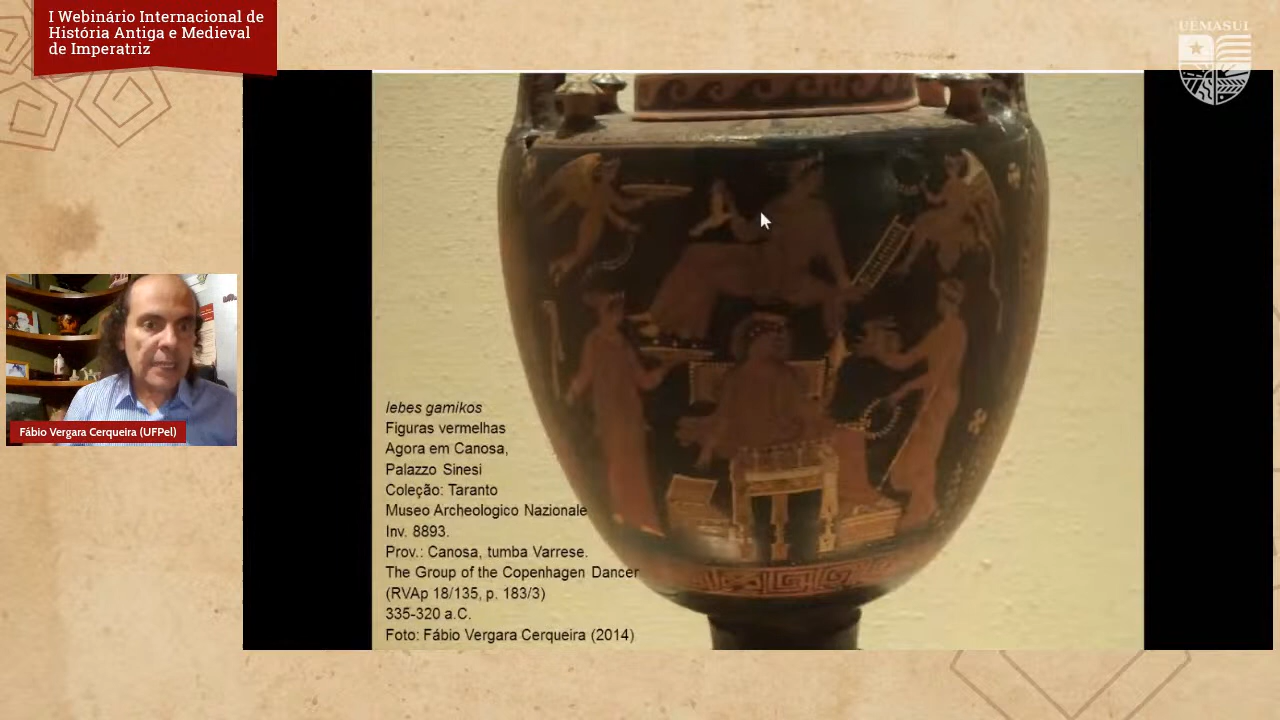 I Webinário Internacional de
História Antiga e Medieval
de Imperatriz
UEMASUL
Fábio Vergara Cerqueira (UFPel)
lebes gamikos
Figuras vermelhas
Agora em Canosa,
Palazzo Sinesi
Coleção: Taranto
Museo Archeologico Nazionale
Inv. 8893.
Prov.: Canosa, tumba Varrese.
The Group of the Copenhagen Dancer
(RVAp 18/135, p. 183/3)
335-320 a.C.
Foto: Fábio Vergara Cerqueira (2014)